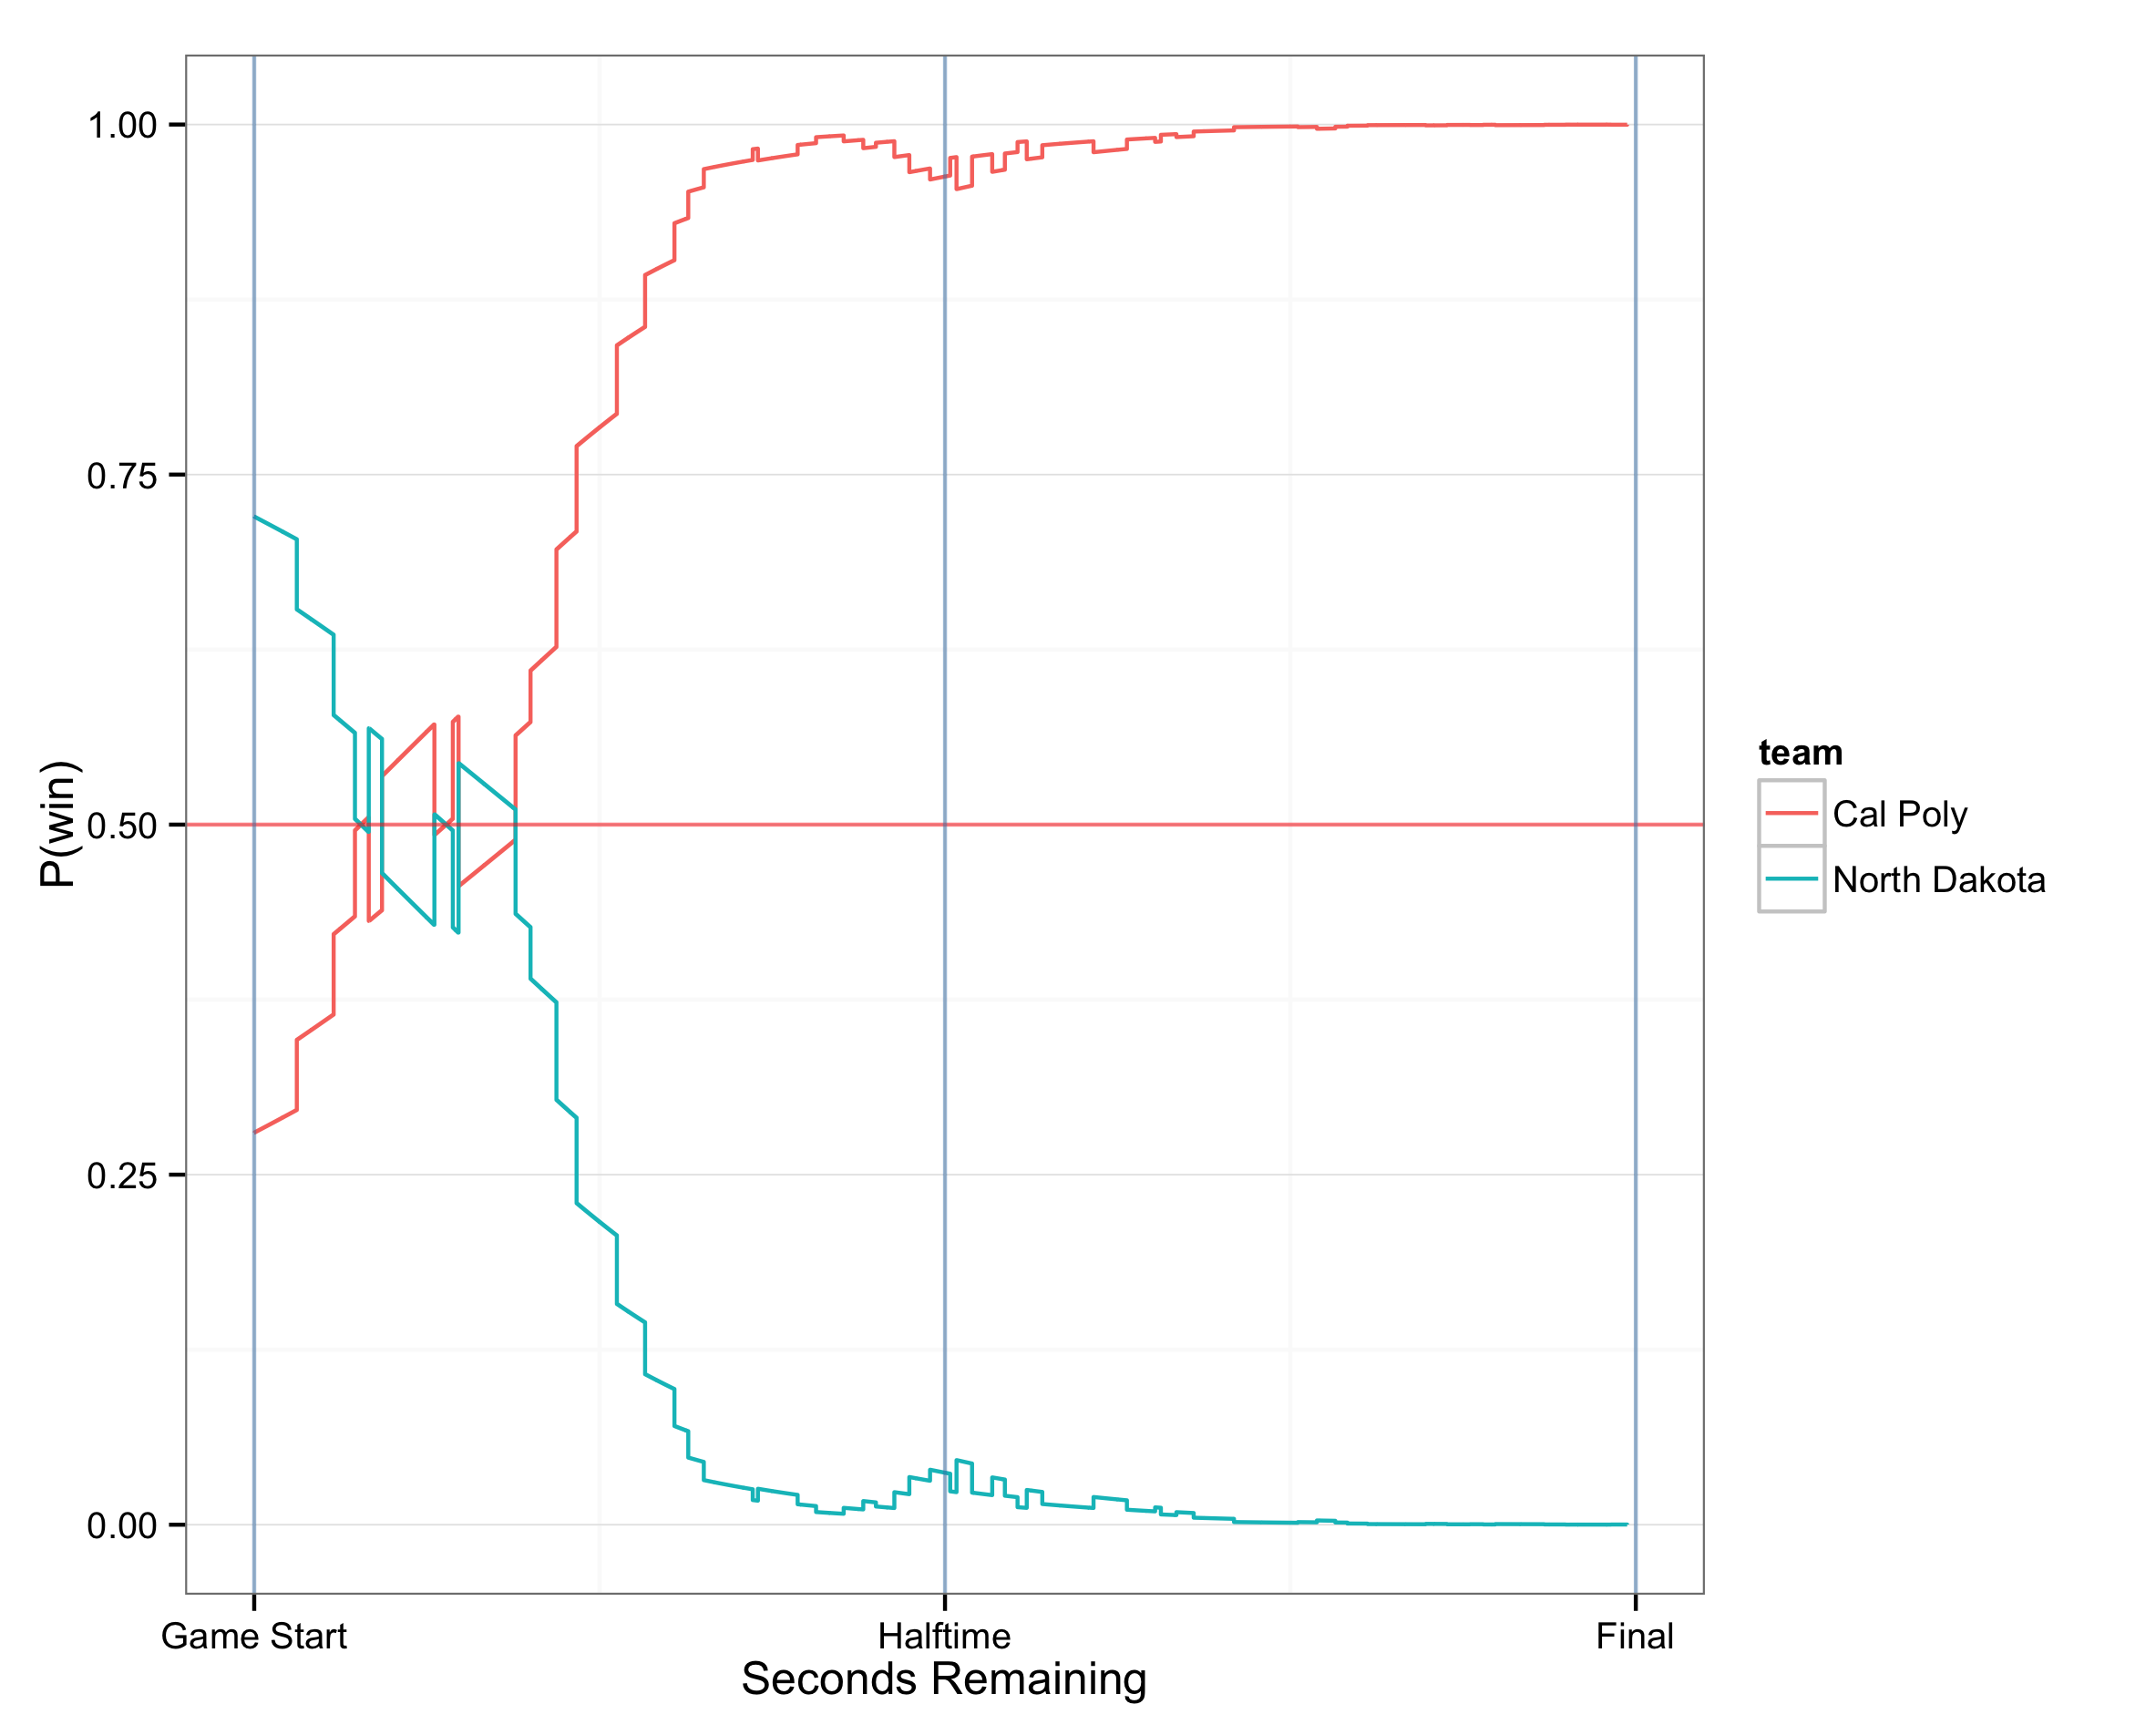 1.00
0.75
0.50
0.25
0.00
P(win)
Game Start
Halftime
Final
Seconds Remaining
team
Cal Poly
North Dakota